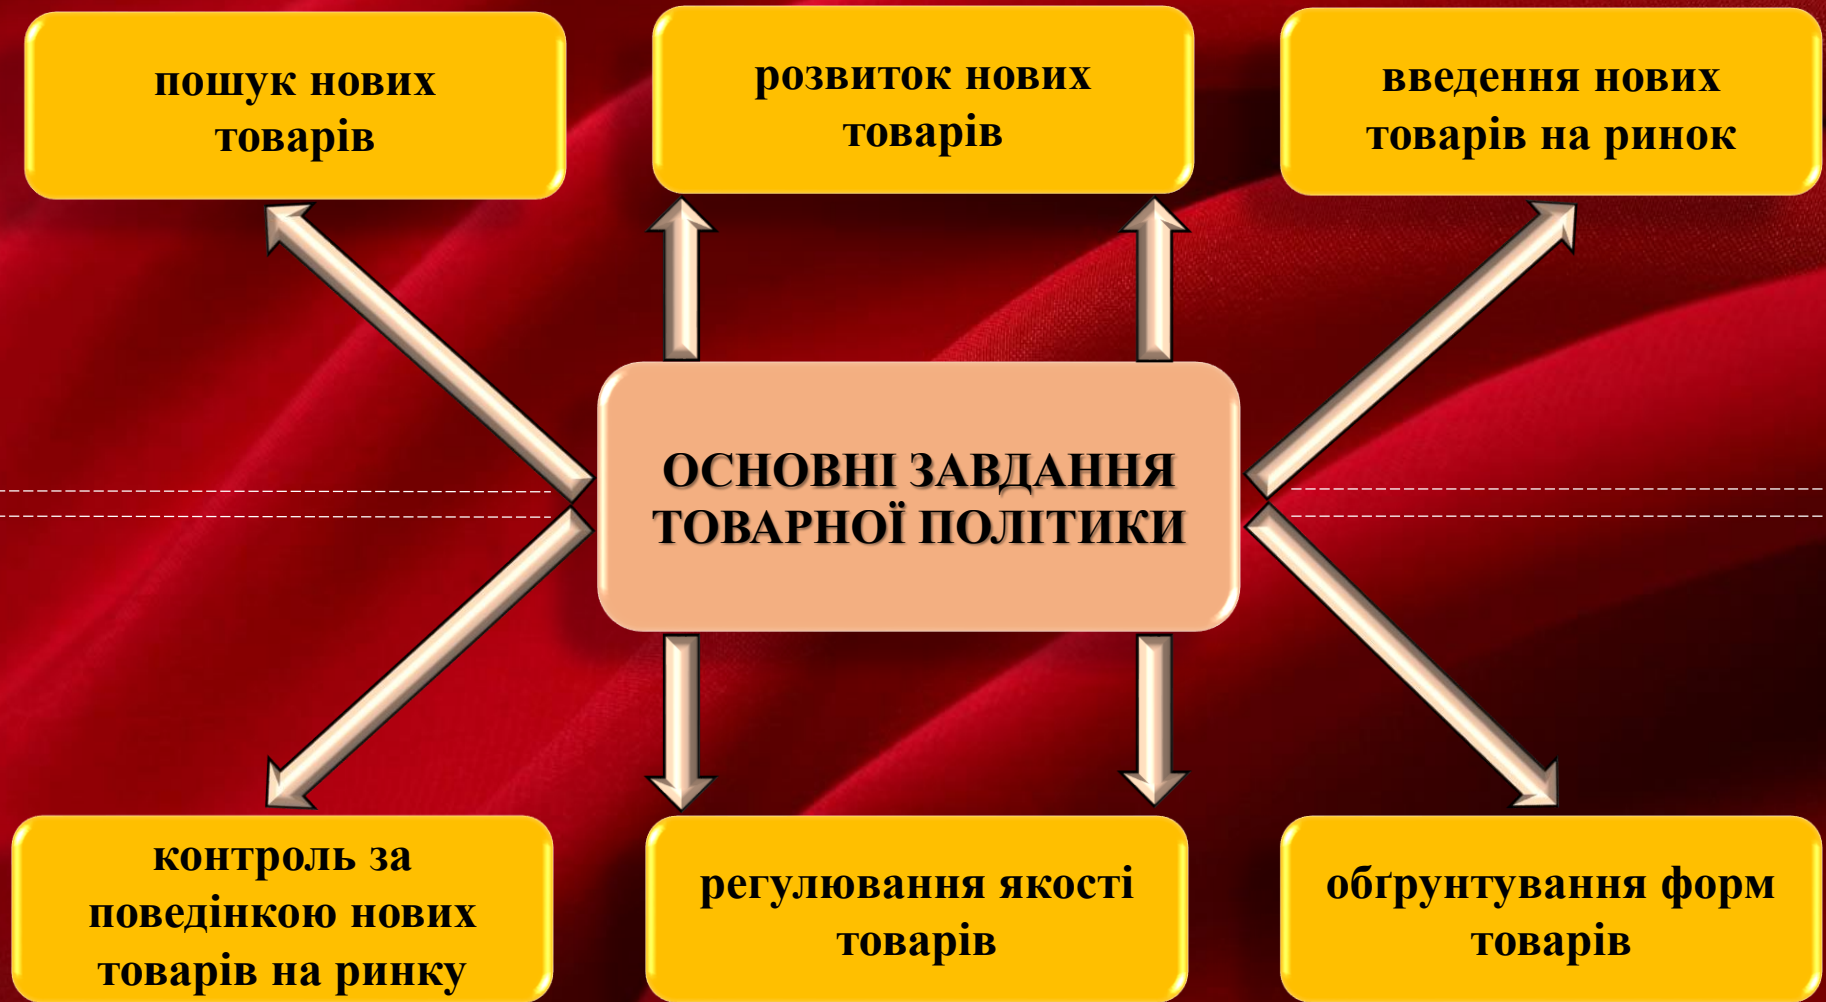 пошук нових
товарів
розвиток нових
товарів
введення нових
товарів на ринок
ОСНОВНІ ЗАВДАННЯ
ТОВАРНОЇ ПОЛІТИКИ
контроль за
поведінкою нових
товарів на ринку
регулювання якості
товарів
обґрунтування форм
товарів